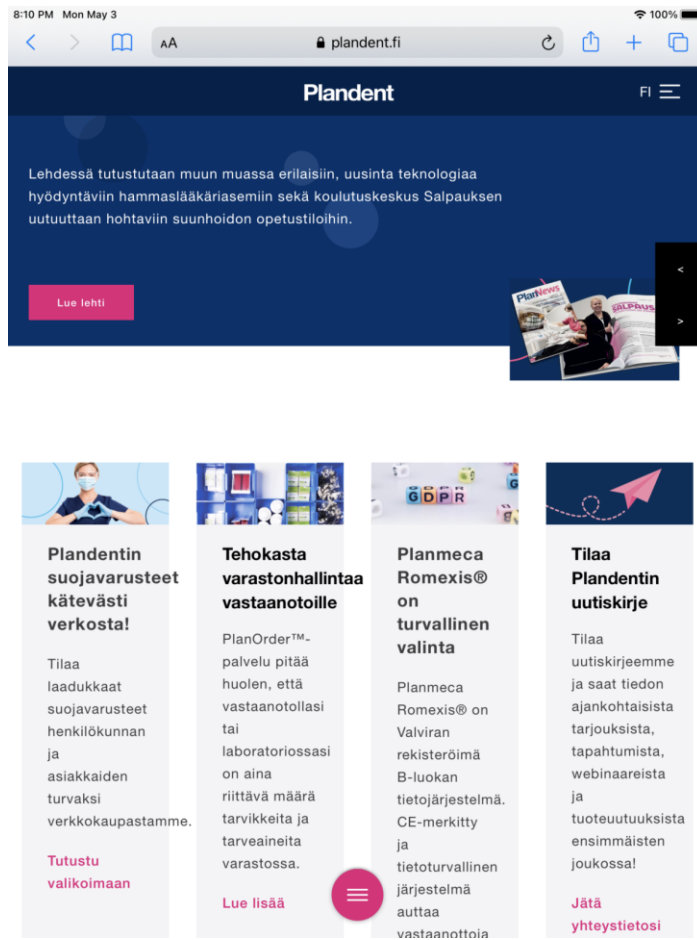 8:10 PM Mon May 3
100%
AA
plandent.fi
Plandent
FI
Lehdessä tutustutaan muun muassa erilaisiin, uusinta teknologiaa
hyödyntäviin hammaslääkäriasemiin sekä koulutuskeskus Salpauksen
uutuuttaan hohtaviin suunhoidon opetustiloihin.
Lue lehti
<
>
PlanNews
SALPAUS
GDPR
Plandentin
suojavarusteet
kätevästi
verkosta!
Tilaa
laadukkaat
suojavarusteet
henkilökunnan
ja
asiakkaiden
turvaksi
verkkokaupastamme.
Tutustu
valikoimaan
Tehokasta
varastonhallintaa
vastaanotoille
PlanOrder™-
palvelu pitää
huolen, että
vastaanotollasi
tai
laboratoriossasi
on aina
riittävä määrä
tarvikkeita ja
tarveaineita
varastossa.
Lue lisää
Planmeca
Romexis®
on
turvallinen
valinta
Planmeca
Romexis® on
Valviran
rekisteröimä
B-luokan
tietojärjestelmä.
CE-merkitty
ja
tietoturvallinen
järjestelmä
auttaa
vastaanottoja
Tilaa
Plandentin
uutiskirje
Tilaa
uutiskirjeemme
ja saat tiedon
ajankohtaisista
tarjouksista,
tapahtumista,
webinaareista
ja
tuoteuutuuksista
ensimmäisten
joukossa!
Jätä
yhteystietosi